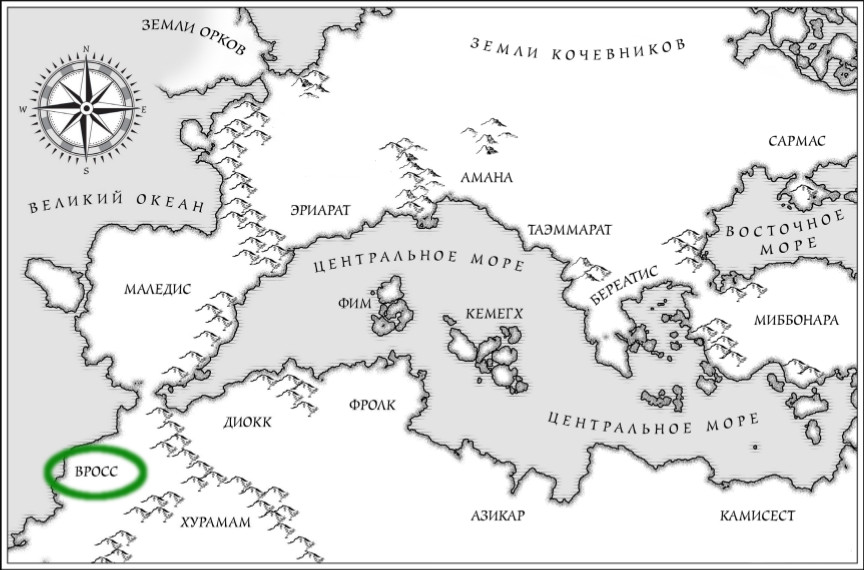 ЗЕМЛИ ОРКОВ
ЗЕМЛИ КОЧЕВНИКОВ
N
W
E
S
САРМАС
АМАНА
ВЕЛИКИЙ ОКЕАН
ЭРИАРАТ
ТАЭММАРАТ
ВОСТОЧНОЕ
МОРЕ
ЦЕНТРАЛЬНОЕ МОРЕ
МАЛЕДИС
БЕРЕАТИС
ФИМ
КЕМЕГХ
МИББОНАРА
ДИОКК
ФРОЛК
ЦЕНТРАЛЬНОЕ МОРЕ
ВРОСС
ХУРАМАМ
АЗИКАР
КАМИСЕСТ